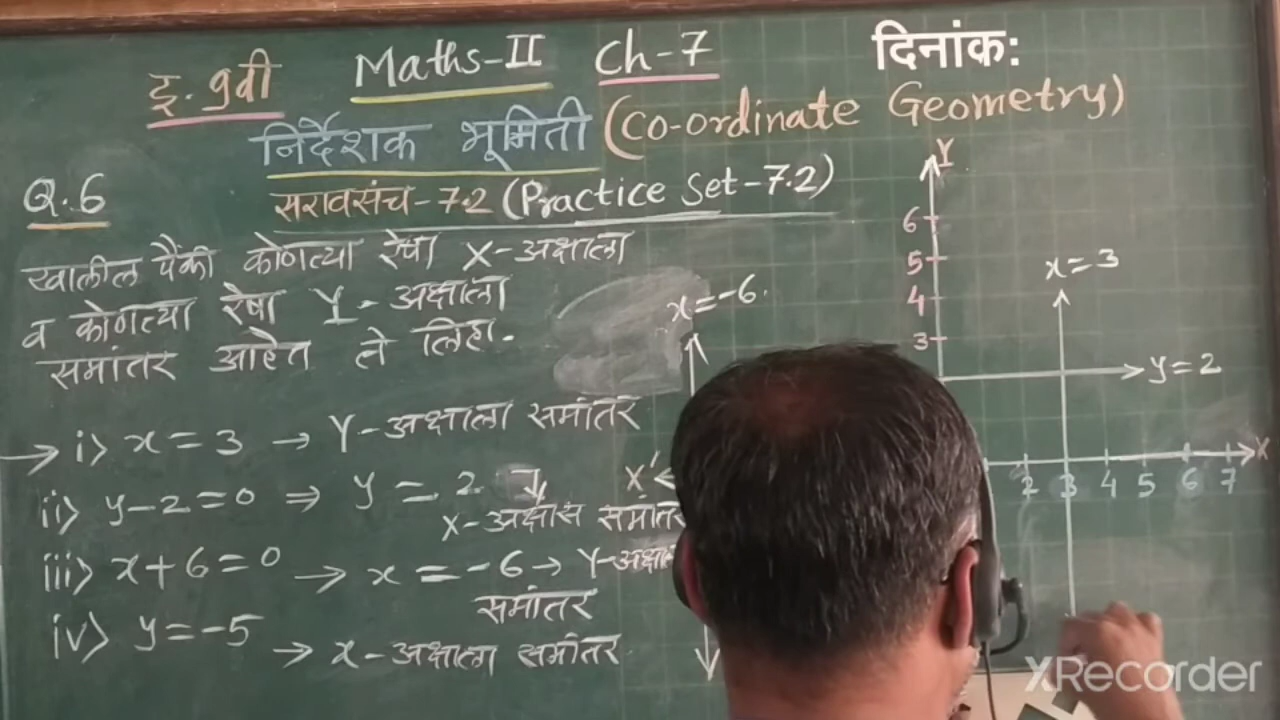 इ. 9वी Maths-II Ch-7 दिनांक:
निर्देशक भूमिती (Co-ordinate Geometry)
Q.6 सरावसंच-7.2 (Practice Set-7.2)
खालील पैकी कोणत्या रेषा X-अक्षाला
व कोणत्या रेषा Y-अक्षाला
समांतर आहेत ते लिहा.
→ i> x = 3 → Y-अक्षाला समांतर
ii> y-2=0 ⇒ y = 2
X-अक्षास समांतर
iii> x+6=0 → x = -6 → Y-अक्षा
समांतर
iv> y=-5 → x-अक्षाला समांतर
x=-6
X'
Y
6
5
4
3
x=3
y=2
X
2 3 4 5 6 7
XRecorder